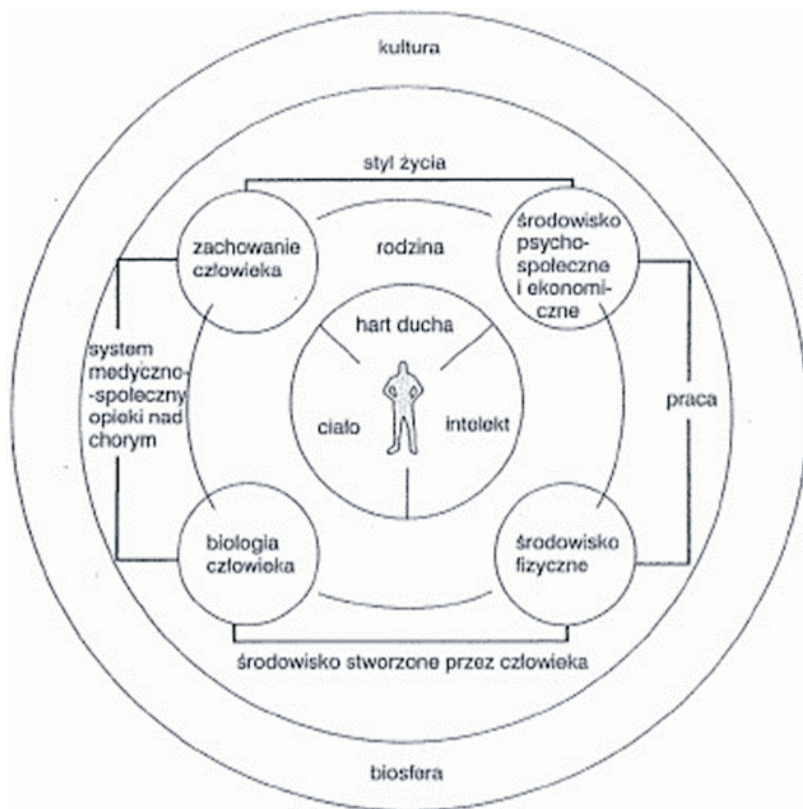 kultura
styl życia
zachowanie
człowieka
rodzina
środowisko
psycho-
społeczne
i ekonomi-
czne
hart ducha
system
medyczno-
-społeczny
opieki nad
chorym
ciało
intelekt
praca
biologia
człowieka
środowisko
fizyczne
środowisko stworzone przez człowieka
biosfera